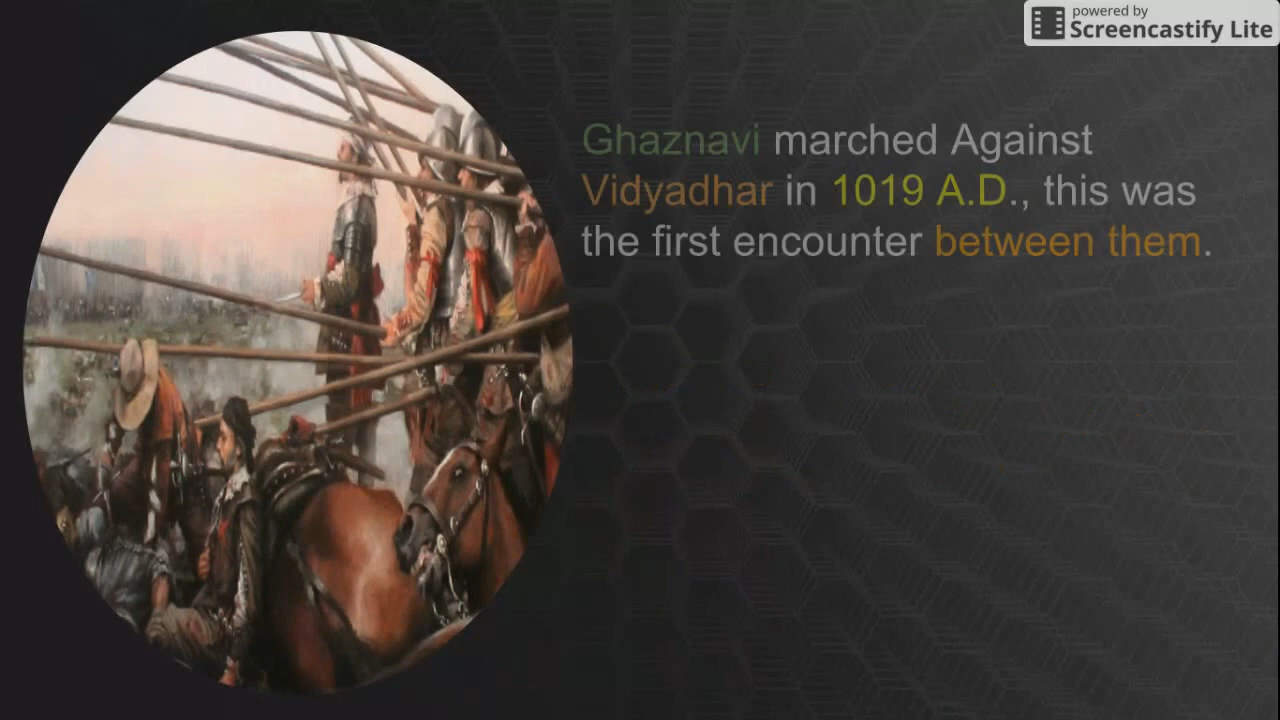 powered by
Screencastify Lite
Ghaznavi marched Against
Vidyadhar in 1019 A.D., this was
the first encounter between them.